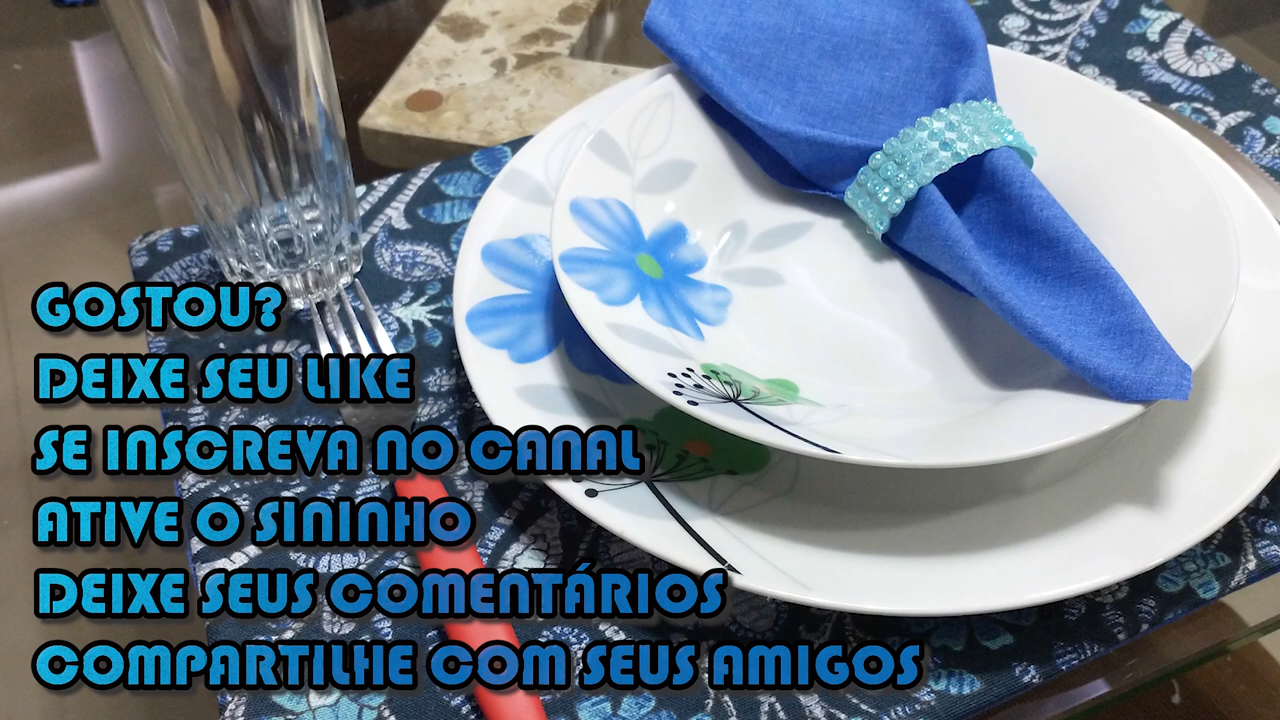 GOSTOU?
DEIXE SEU LIKE
SE INSCREVA NO CANAL
ATIVE O SININHO
DEIXE SEUS COMENTÁRIOS
COMPARTILHE COM SEUS AMIGOS